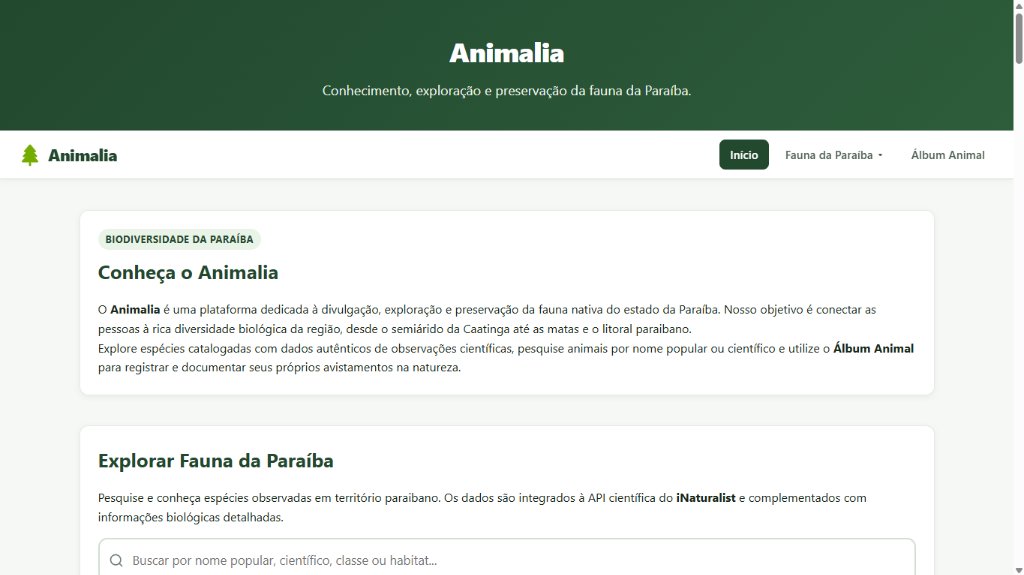 Animalia
Conhecimento, exploração e preservação da fauna da Paraíba.
Animalia
Início
Fauna da Paraíba
Álbum Animal
BIODIVERSIDADE DA PARAÍBA
Conheça o Animalia
O Animalia é uma plataforma dedicada à divulgação, exploração e preservação da fauna nativa do estado da Paraíba. Nosso objetivo é conectar as
pessoas à rica diversidade biológica da região, desde o semiárido da Caatinga até as matas e o litoral paraibano.
Explore espécies catalogadas com dados autênticos de observações científicas, pesquise animais por nome popular ou científico e utilize o Álbum Animal
para registrar e documentar seus próprios avistamentos na natureza.
Explorar Fauna da Paraíba
Pesquise e conheça espécies observadas em território paraibano. Os dados são integrados à API científica do iNaturalist e complementados com
informações biológicas detalhadas.
Buscar por nome popular, científico, classe ou habitat...